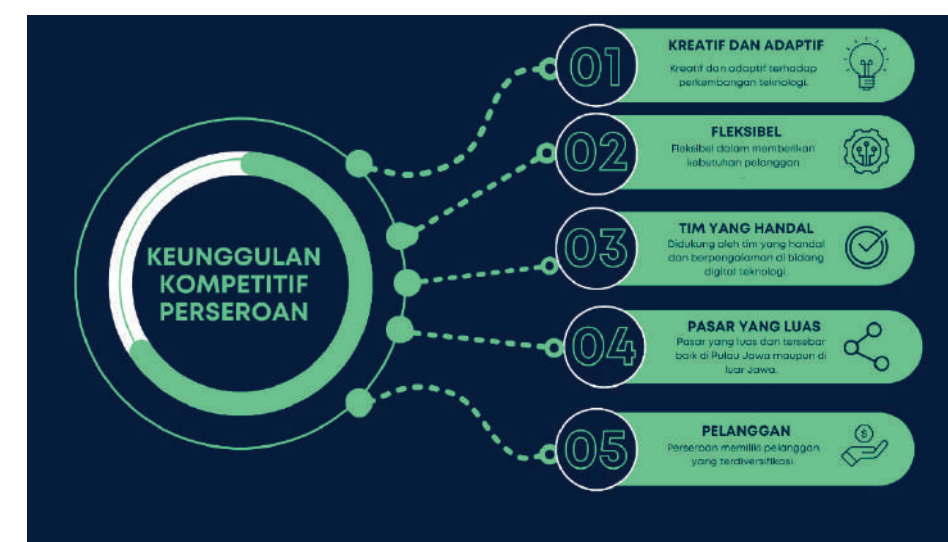 KEUNGGULAN
KOMPETITIF
PERSEROAN
01
KREATIF DAN ADAPTIF
Kreatif dan adaptif terhadap
perkembangan teknologi.
02
FLEKSIBEL
Fleksibel dalam memberikan
kebutuhan pelanggan
03
TIM YANG HANDAL
Didukung oleh tim yang handal
dan berpengalaman di bidang
digital teknologi.
04
PASAR YANG LUAS
Pasar yang luas dan tersebar
baik di Pulau Jawa maupun di
luar Jawa.
05
PELANGGAN
Perseroan memiliki pelanggan
yang terdiversifikasi.
$